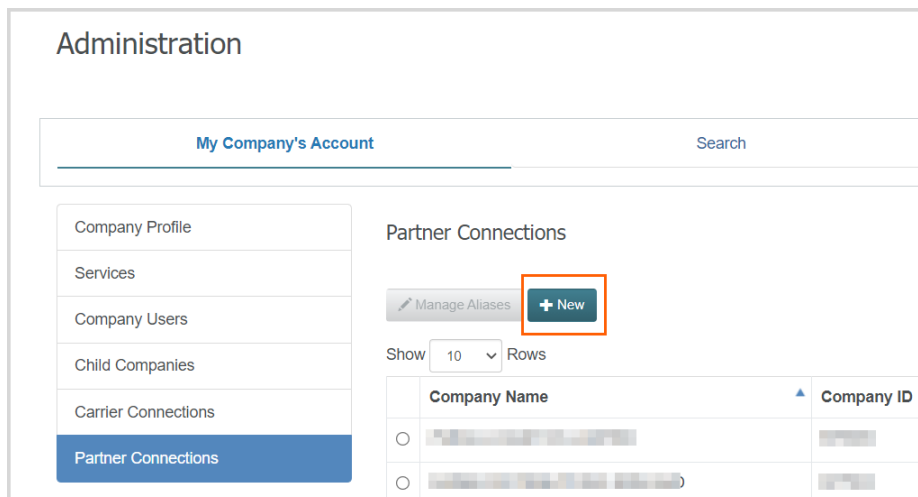 Administration
My Company's Account Search
Company Profile
Services
Company Users
Child Companies
Carrier Connections
Partner Connections
Partner Connections
Manage Aliases New
Show 10 Rows
Company Name Company ID